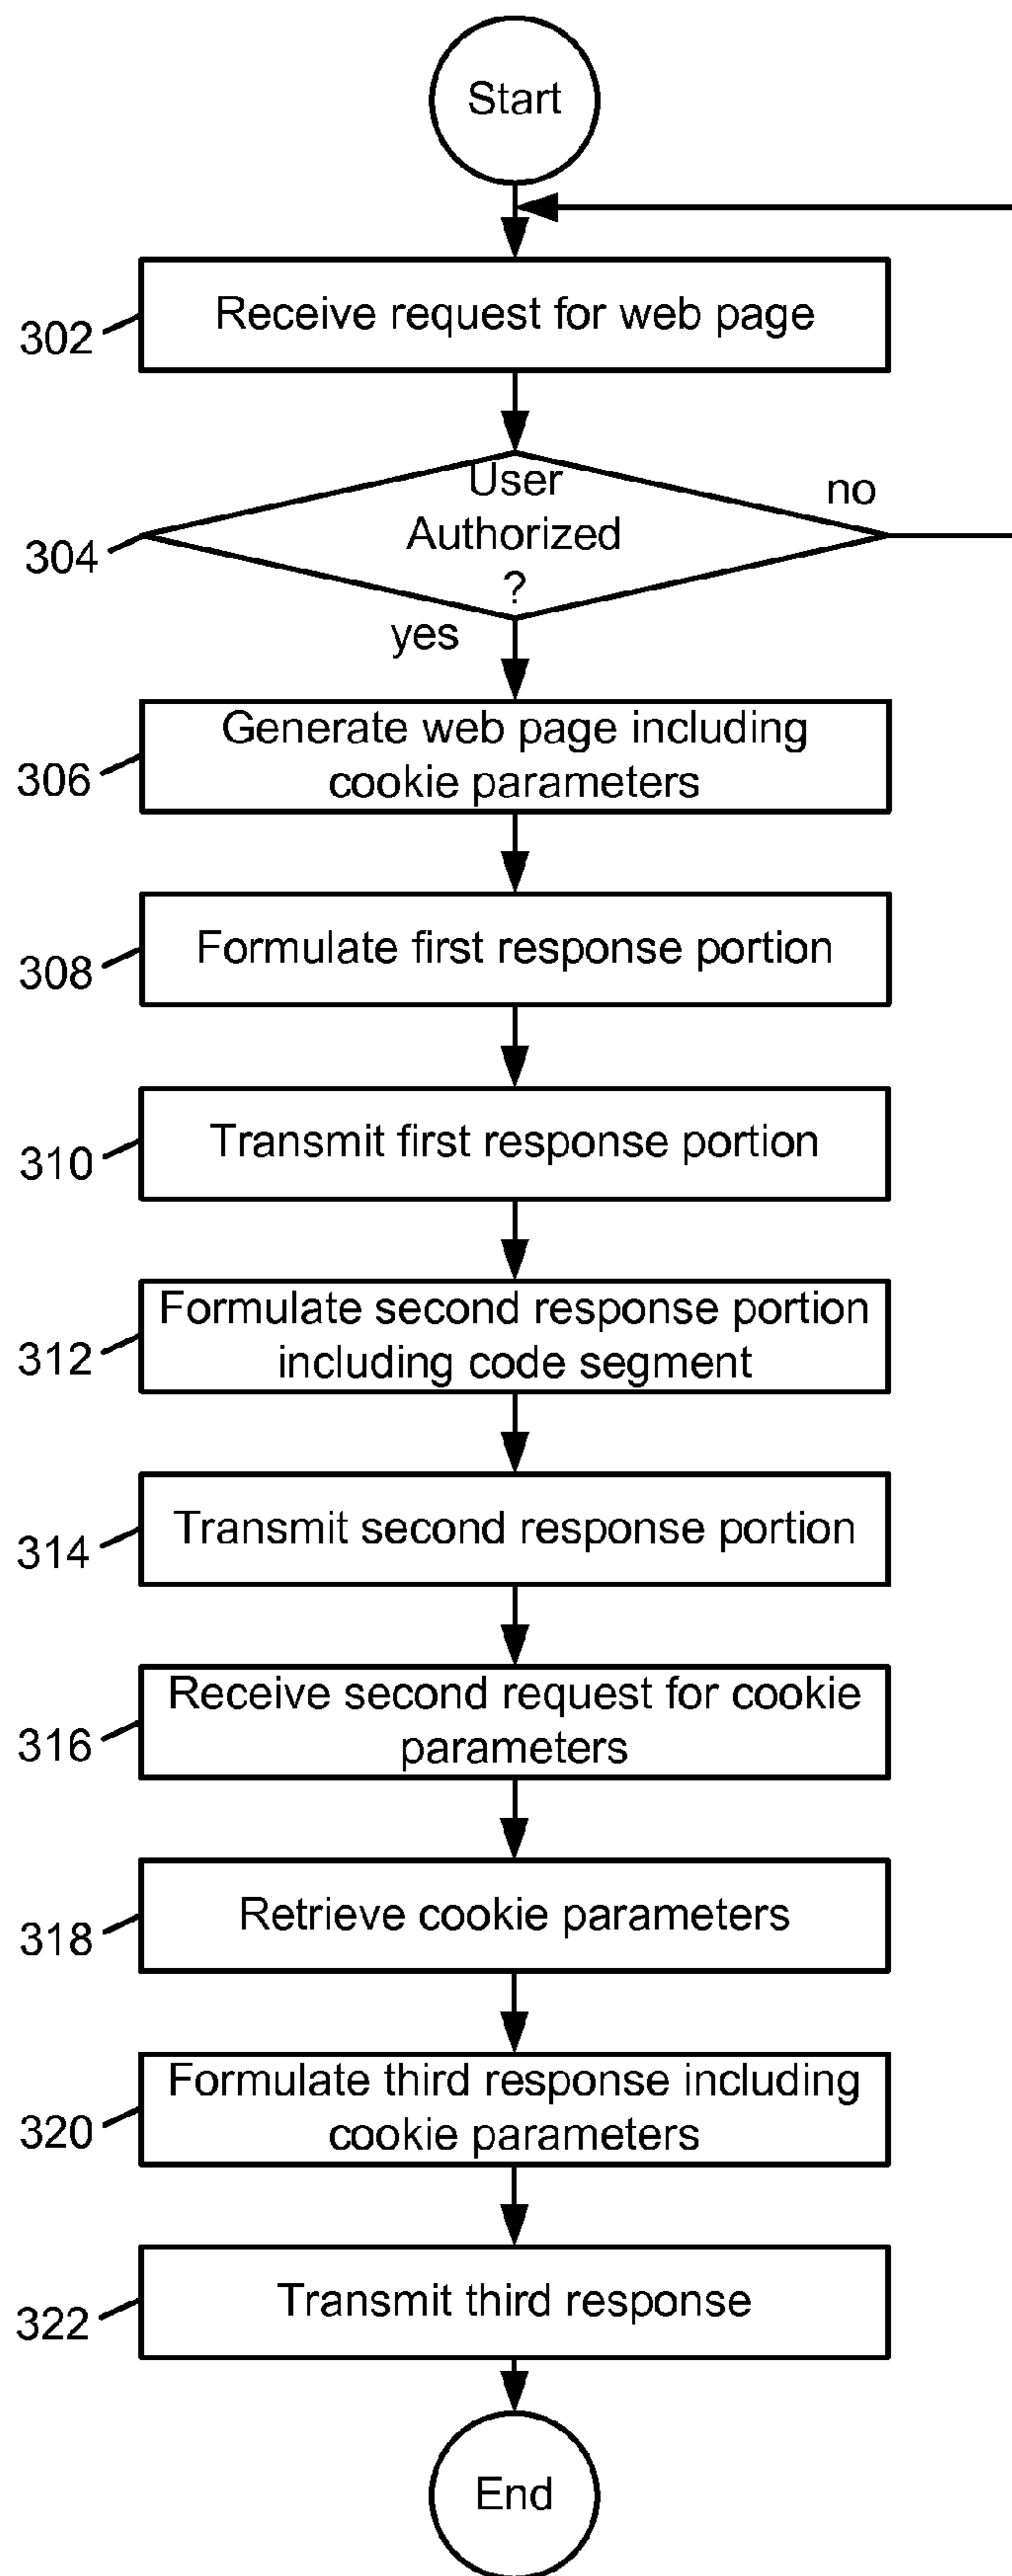 Start
302
Receive request for web page
304
User
Authorized
?
no
yes
306
Generate web page including
cookie parameters
308
Formulate first response portion
310
Transmit first response portion
312
Formulate second response portion
including code segment
314
Transmit second response portion
316
Receive second request for cookie
parameters
318
Retrieve cookie parameters
320
Formulate third response including
cookie parameters
322
Transmit third response
End